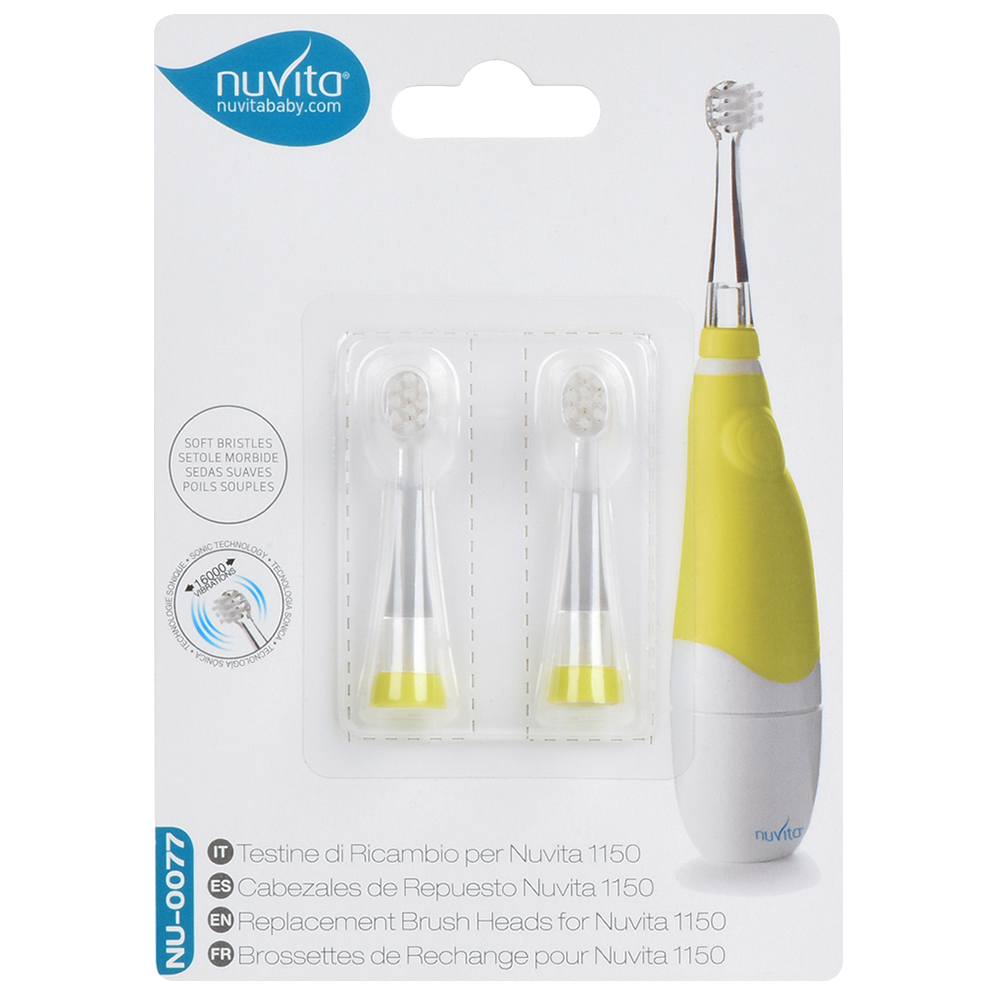 nuvita®
nuvitababy.com
SOFT BRISTLES
SETOLE MORBIDE
SEDAS SUAVES
POILS SOUPLES
• SONIC TECHNOLOGY • TECNOLOGIA SONICA • TECNOLOGÍA SONICA • TECHNOLOGIE SONIQUE
16000
VIBRATIONS
nuvita
NU-0077
IT Testine di Ricambio per Nuvita 1150
ES Cabezales de Repuesto Nuvita 1150
EN Replacement Brush Heads for Nuvita 1150
FR Brossettes de Rechange pour Nuvita 1150